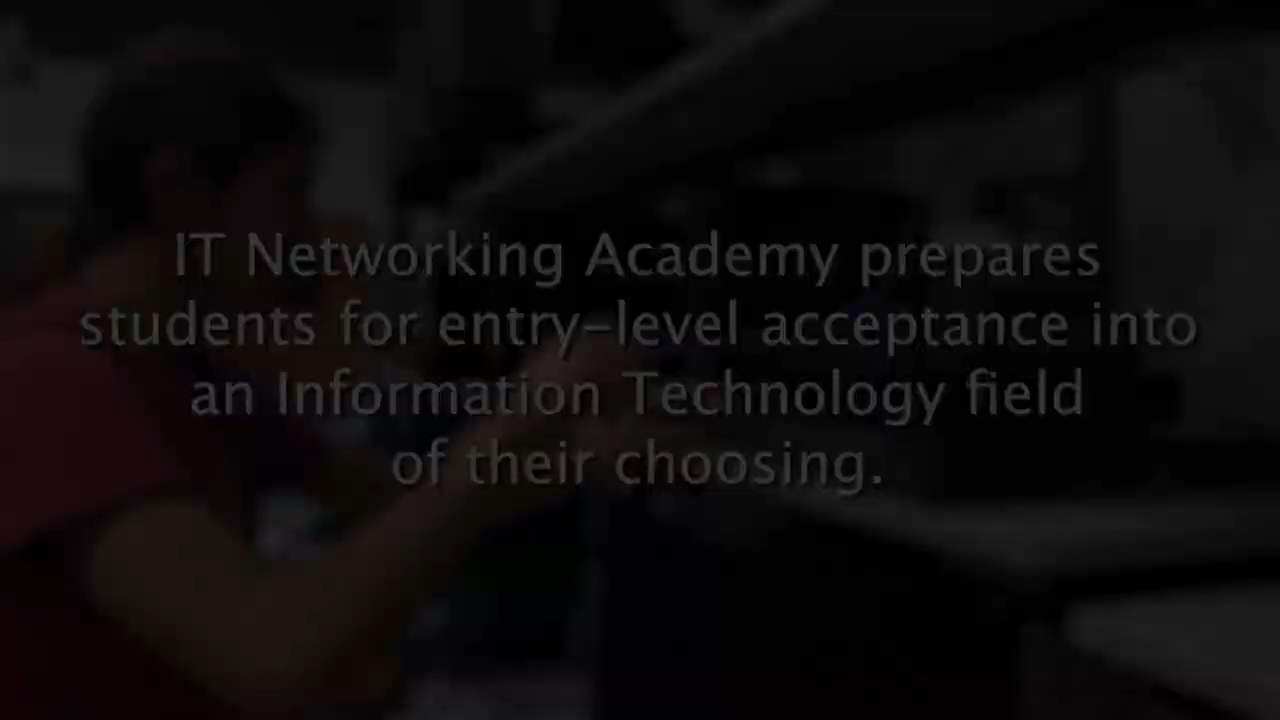 IT Networking Academy prepares
students for entry-level acceptance into
an Information Technology field
of their choosing.